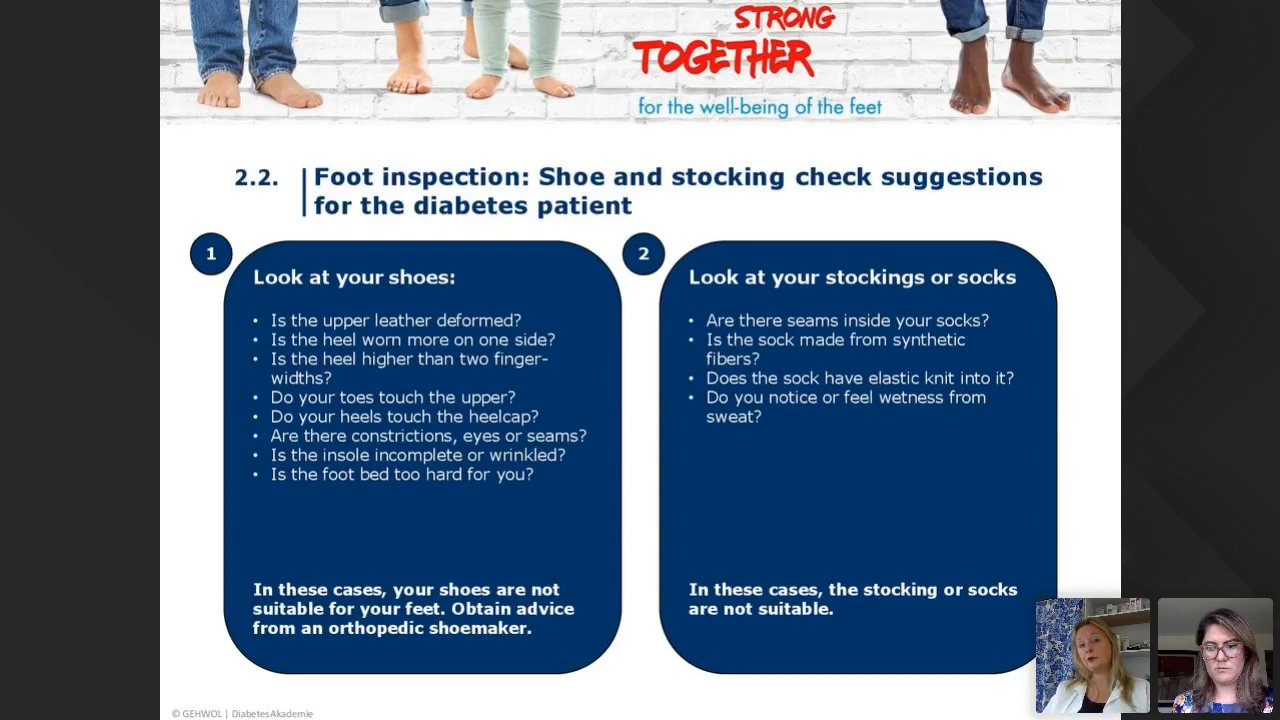 STRONG
TOGETHER
for the well-being of the feet
2.2. Foot inspection: Shoe and stocking check suggestions
for the diabetes patient
1
Look at your shoes:
• Is the upper leather deformed?
• Is the heel worn more on one side?
• Is the heel higher than two finger-
widths?
• Do your toes touch the upper?
• Do your heels touch the heelcap?
• Are there constrictions, eyes or seams?
• Is the insole incomplete or wrinkled?
• Is the foot bed too hard for you?
In these cases, your shoes are not
suitable for your feet. Obtain advice
from an orthopedic shoemaker.
2
Look at your stockings or socks
• Are there seams inside your socks?
• Is the sock made from synthetic
fibers?
• Does the sock have elastic knit into it?
• Do you notice or feel wetness from
sweat?
In these cases, the stocking or socks
are not suitable.
© GEHWOL | DiabetesAkademie